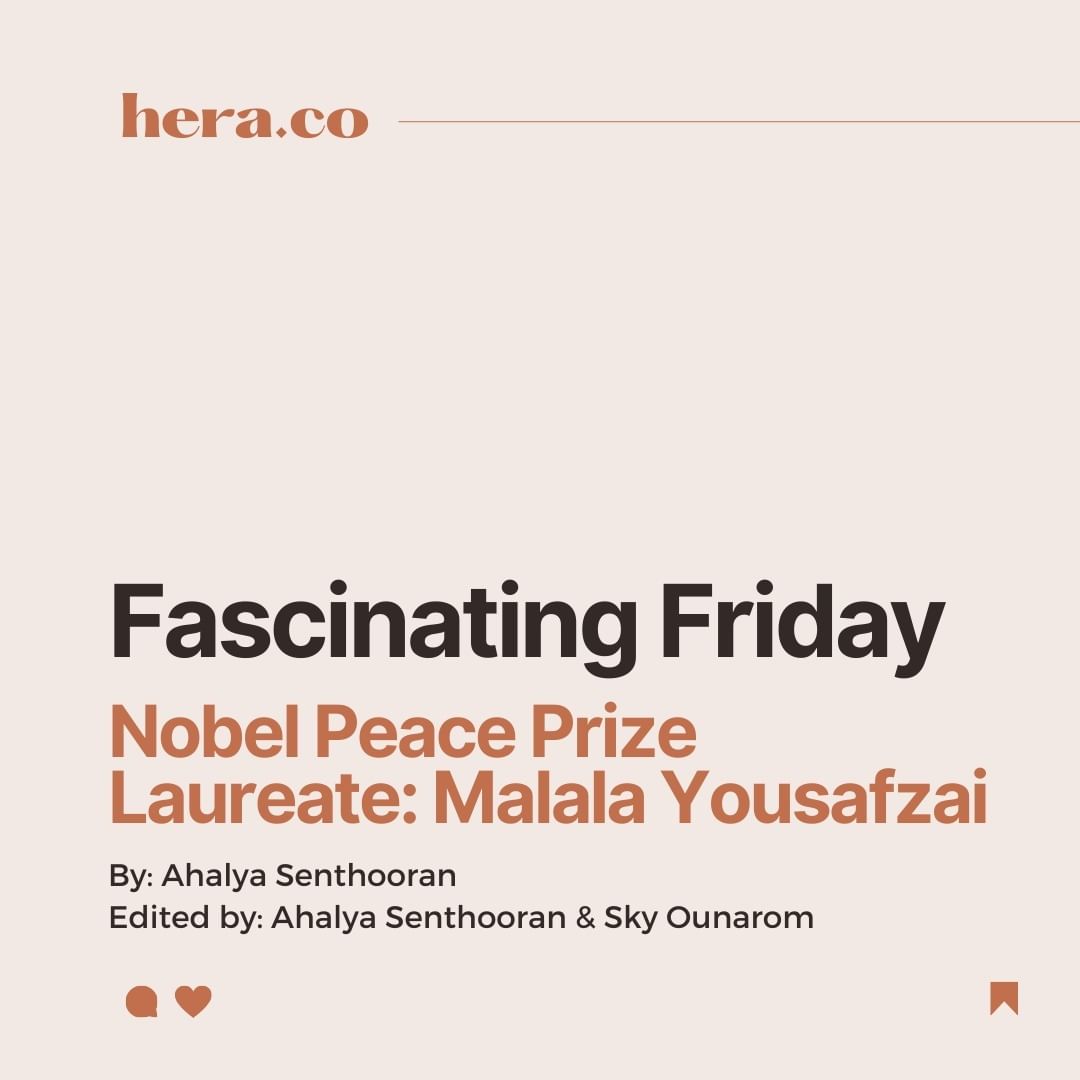 hera.co
Fascinating Friday
Nobel Peace Prize
Laureate: Malala Yousafzai
By: Ahalya Senthooran
Edited by: Ahalya Senthooran & Sky Ounarom